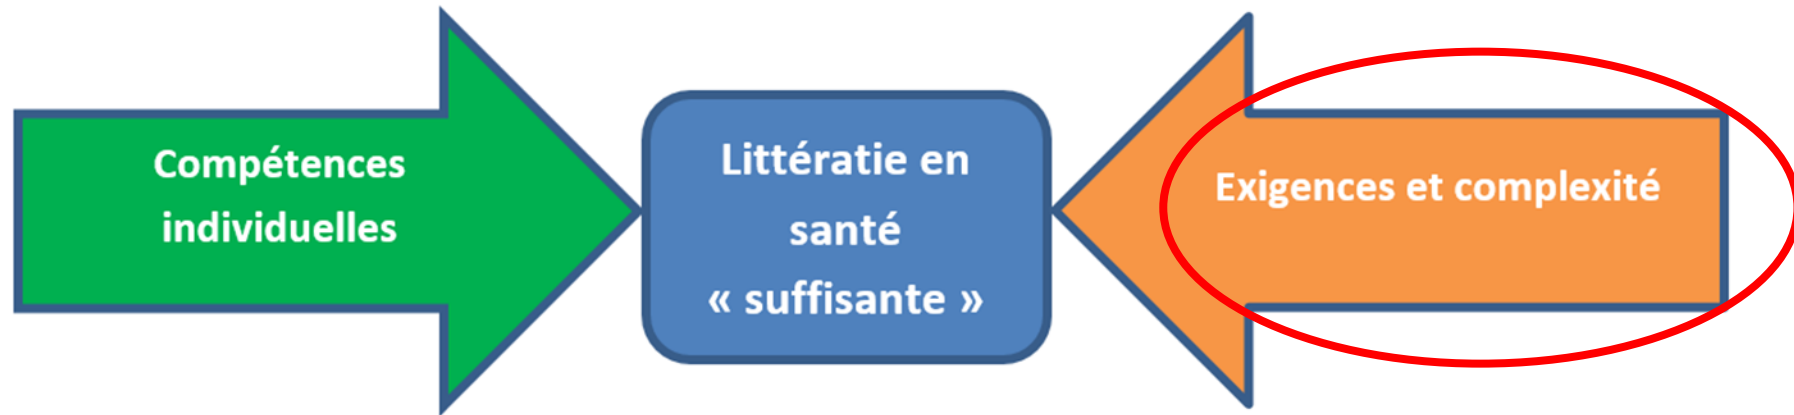 Compétences
individuelles
Littératie en
santé
« suffisante »
Exigences et complexité